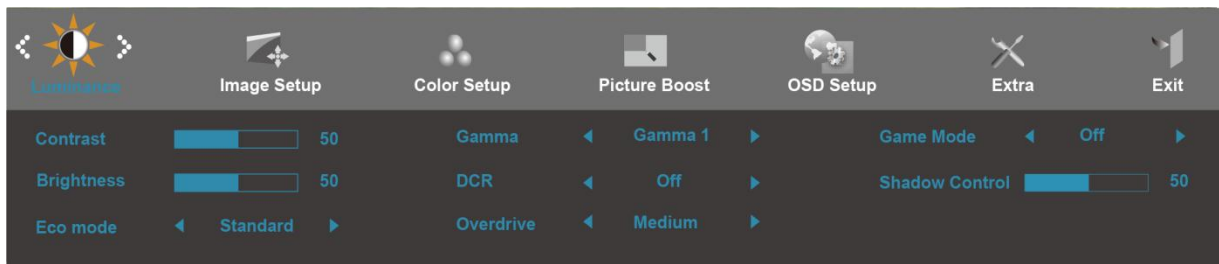 Luminance Image Setup Color Setup Picture Boost OSD Setup Extra Exit
Contrast 50 Gamma Gamma 1 Game Mode Off
Brightness 50 DCR Off Shadow Control 50
Eco mode Standard Overdrive Medium